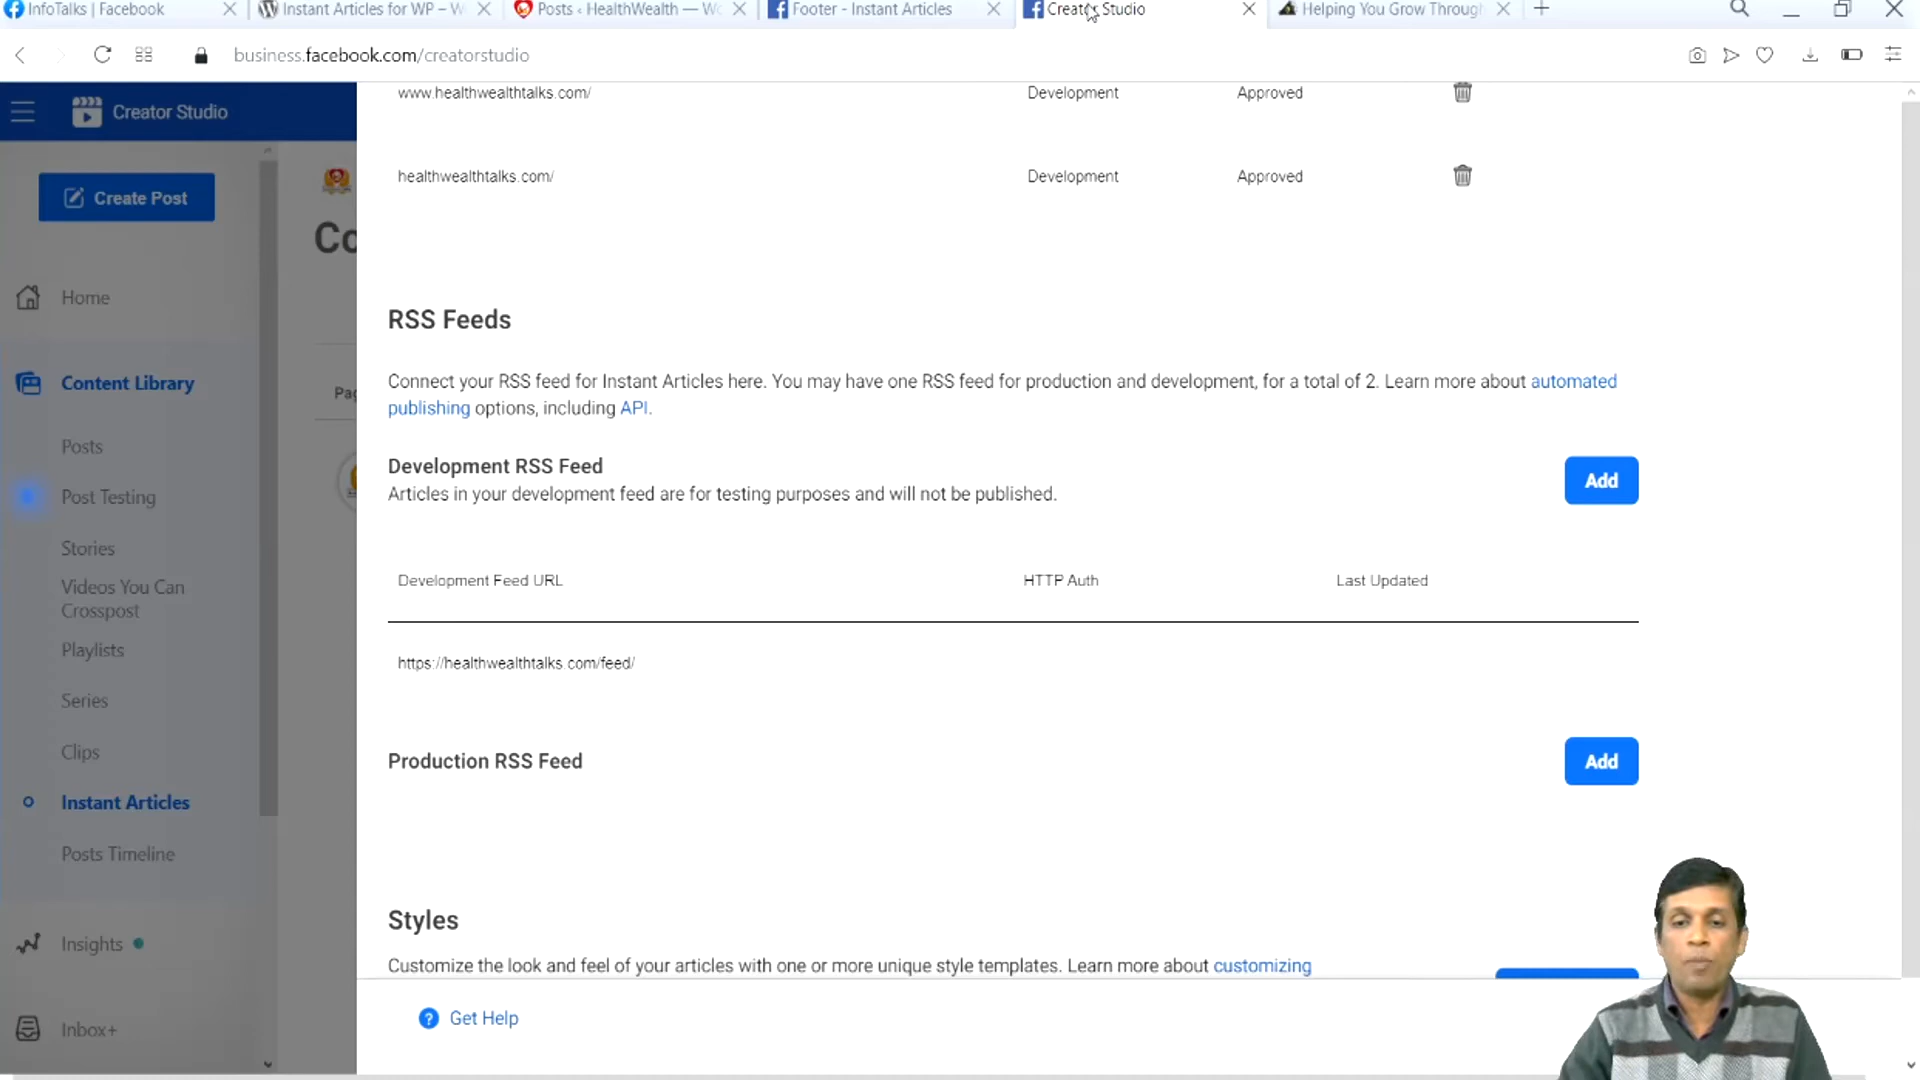 InfoTalks | Facebook
Instant Articles for WP – W
Posts ‹ HealthWealth — Wo
Footer - Instant Articles
Creator Studio
Helping You Grow Through
business.facebook.com/creatorstudio
Creator Studio
www.healthwealthtalks.com/ Development Approved
Create Post
healthwealthtalks.com/ Development Approved
Co
Home
RSS Feeds
Content Library
Connect your RSS feed for Instant Articles here. You may have one RSS feed for production and development, for a total of 2. Learn more about automated
Pag
publishing options, including API.
Posts
Development RSS Feed
Add
Post Testing
Articles in your development feed are for testing purposes and will not be published.
Stories
Videos You Can
Crosspost
Development Feed URL HTTP Auth Last Updated
Playlists
https://healthwealthtalks.com/feed/
Series
Clips
Production RSS Feed
Add
Instant Articles
Posts Timeline
Styles
Insights
Customize the look and feel of your articles with one or more unique style templates. Learn more about customizing
Get Help
Inbox+